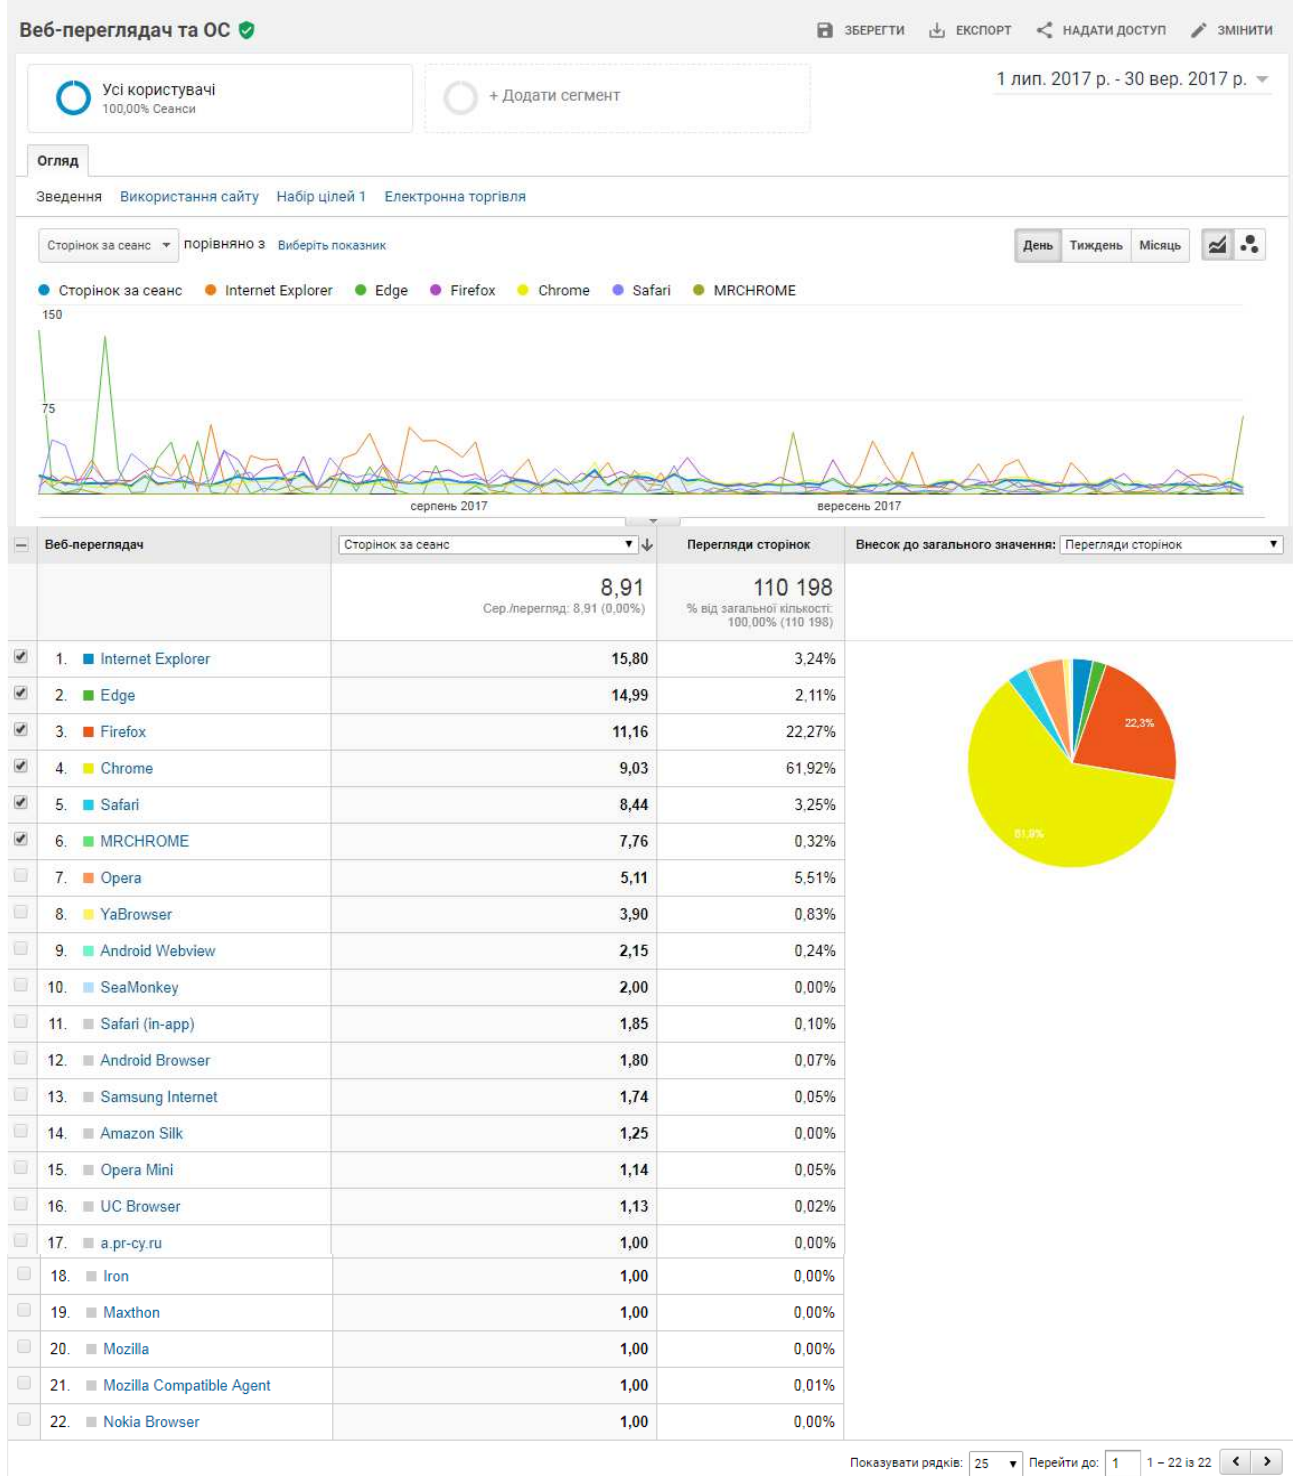 Веб-переглядач та ОС
ЗБЕРЕГТИ ЕКСПОРТ НАДАТИ ДОСТУП ЗМІНИТИ
Усі користувачі
100,00% Сеанси
+ Додати сегмент
1 лип. 2017 р. - 30 вер. 2017 р.
Огляд
Зведення Використання сайту Набір цілей 1 Електронна торгівля
Сторінок за сеанс порівняно з Виберіть показник
День Тиждень Місяць
Сторінок за сеанс Internet Explorer Edge Firefox Chrome Safari MRCHROME
150
75
серпень 2017 вересень 2017
Веб-переглядач Сторінок за сеанс Перегляди сторінок Внесок до загального значення: Перегляди сторінок
8,91 110 198
Сер./перегляд: 8,91 (0,00%) % від загальної кількості:
100,00% (110 198)
1. Internet Explorer 15,80 3,24%
2. Edge 14,99 2,11%
3. Firefox 11,16 22,27%
4. Chrome 9,03 61,92%
5. Safari 8,44 3,25%
6. MRCHROME 7,76 0,32%
7. Opera 5,11 5,51%
8. YaBrowser 3,90 0,83%
9. Android Webview 2,15 0,24%
10. SeaMonkey 2,00 0,00%
11. Safari (in-app) 1,85 0,10%
12. Android Browser 1,80 0,07%
13. Samsung Internet 1,74 0,05%
14. Amazon Silk 1,25 0,00%
15. Opera Mini 1,14 0,05%
16. UC Browser 1,13 0,02%
17. a.pr-cy.ru 1,00 0,00%
18. Iron 1,00 0,00%
19. Maxthon 1,00 0,00%
20. Mozilla 1,00 0,00%
21. Mozilla Compatible Agent 1,00 0,01%
22. Nokia Browser 1,00 0,00%
22,3%
61,9%
Показувати рядків: 25 Перейти до: 1 1 – 22 із 22